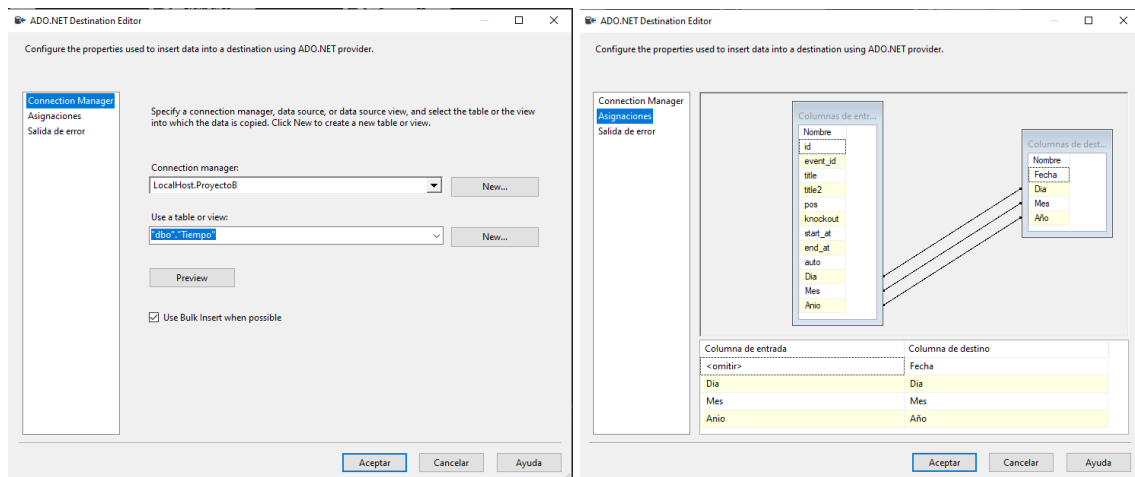 ADO.NET Destination Editor
Configure the properties used to insert data into a destination using ADO.NET provider.
Connection Manager
Asignaciones
Salida de error
Specify a connection manager, data source, or data source view, and select the table or the view
into which the data is copied. Click New to create a new table or view.
Connection manager:
LocalHost.ProyectoB
New...
Use a table or view:
"dbo"."Tiempo"
New...
Preview
Use Bulk Insert when possible
Aceptar
Cancelar
Ayuda
ADO.NET Destination Editor
Configure the properties used to insert data into a destination using ADO.NET provider.
Connection Manager
Asignaciones
Salida de error
Columnas de entr...
Nombre
id
event_id
title
title2
pos
knockout
start_at
end_at
auto
Dia
Mes
Anio
Columnas de dest...
Nombre
Fecha
Dia
Mes
Año
Columna de entrada Columna de destino
<omitir> Fecha
Dia Dia
Mes Mes
Anio Año
Aceptar
Cancelar
Ayuda